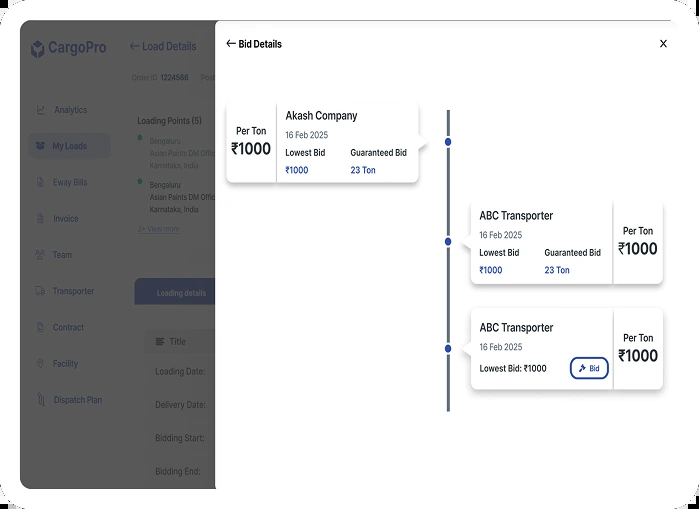 CargoPro
Analytics
My Loads
Eway Bills
Invoice
Team
Transporter
Contract
Facility
Dispatch Plan
← Load Details
Order ID 1224566 Post
Loading Points (5)
Bengaluru
Asian Paints DM Offic
Karnataka, India
Bengaluru
Asian Paints DM Offic
Karnataka, India
3+ View more
Loading details
Title
Loading Date:
Delivery Date:
Bidding Start:
Bidding End:
← Bid Details
X
Per Ton
₹1000
Akash Company
16 Feb 2025
Lowest Bid Guaranteed Bid
₹1000 23 Ton
ABC Transporter
16 Feb 2025
Lowest Bid Guaranteed Bid
₹1000 23 Ton
Per Ton
₹1000
ABC Transporter
16 Feb 2025
Lowest Bid: ₹1000 Bid
Per Ton
₹1000